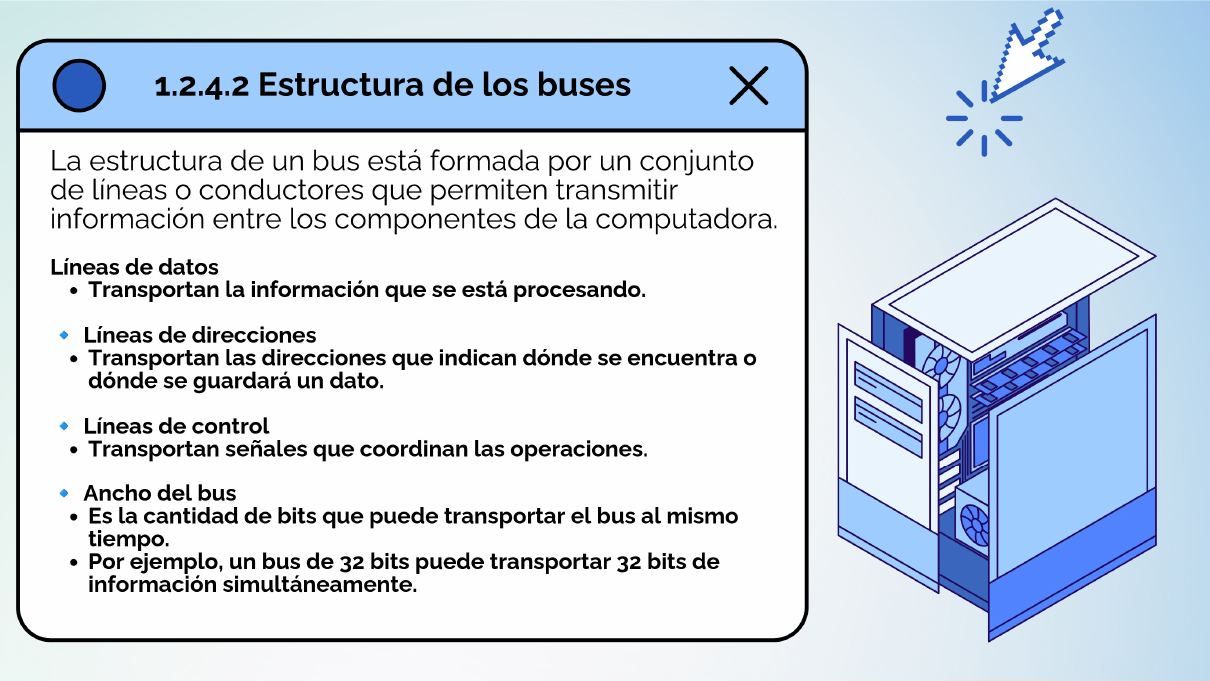 1.2.4.2 Estructura de los buses
La estructura de un bus está formada por un conjunto
de líneas o conductores que permiten transmitir
información entre los componentes de la computadora.
Líneas de datos
• Transportan la información que se está procesando.
🔹 Líneas de direcciones
• Transportan las direcciones que indican dónde se encuentra o
dónde se guardará un dato.
🔹 Líneas de control
• Transportan señales que coordinan las operaciones.
🔹 Ancho del bus
• Es la cantidad de bits que puede transportar el bus al mismo
tiempo.
• Por ejemplo, un bus de 32 bits puede transportar 32 bits de
información simultáneamente.